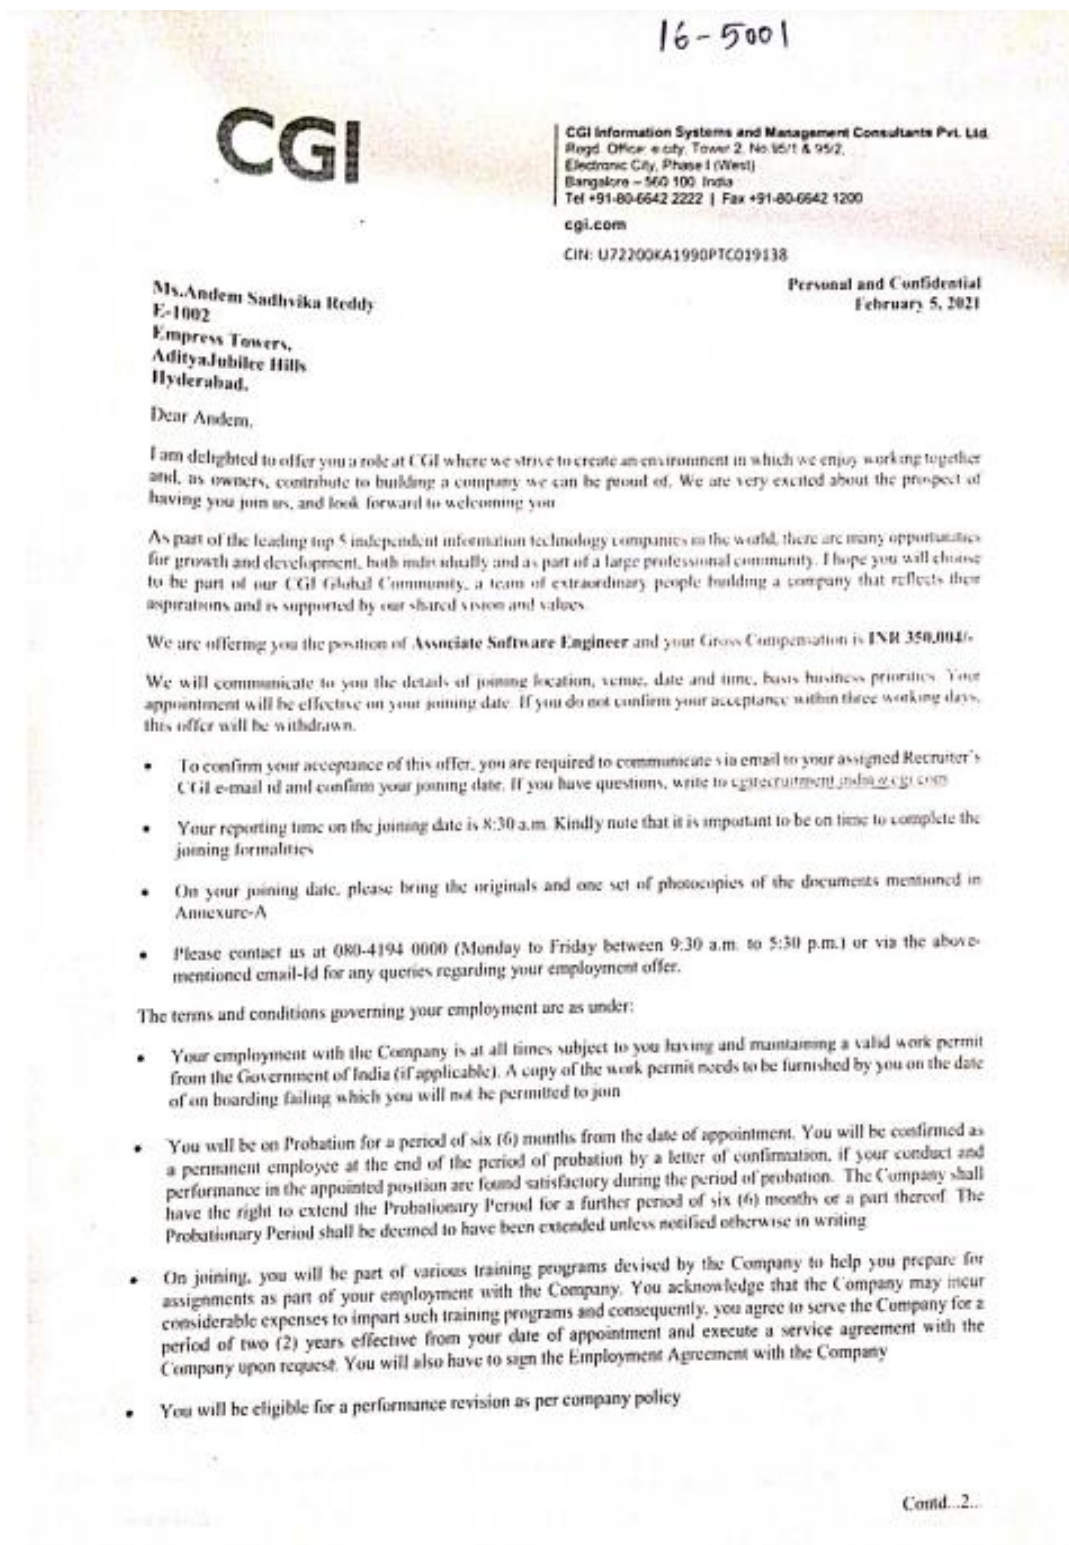 16-5001
CGI
CGI Information Systems and Management Consultants Pvt. Ltd.
Regd. Office: e city, Tower 2, No.95/1 & 95/2,
Electronic City, Phase I (West)
Bangalore – 560 100. India
Tel +91-80-6642 2222 | Fax +91-80-6642 1200
cgi.com
CIN: U72200KA1990PTC019138
Personal and Confidential
February 5, 2021
Ms.Andem Sadhvika Reddy
E-1002
Empress Towers,
AdityaJubilee Hills
Hyderabad.
Dear Andem,
I am delighted to offer you a role at CGI where we strive to create an environment in which we enjoy working together
and, as owners, contribute to building a company we can be proud of. We are very excited about the prospect of
having you join us, and look forward to welcoming you
As part of the leading top 5 independent information technology companies in the world, there are many opportunities
for growth and development, both individually and as part of a large professional community. I hope you will choose
to be part of our CGI Global Community, a team of extraordinary people building a company that reflects their
aspirations and is supported by our shared vision and values.
We are offering you the position of Associate Software Engineer and your Gross Compensation is INR 350,004/-
We will communicate to you the details of joining location, venue, date and time, basis business priorities. Your
appointment will be effective on your joining date. If you do not confirm your acceptance within three working days,
this offer will be withdrawn.
• To confirm your acceptance of this offer, you are required to communicate via email to your assigned Recruiter's
CGI e-mail id and confirm your joining date. If you have questions, write to cgirecruitment.india@cgi.com
• Your reporting time on the joining date is 8:30 a.m. Kindly note that it is important to be on time to complete the
joining formalities
• On your joining date, please bring the originals and one set of photocopies of the documents mentioned in
Annexure-A
• Please contact us at 080-4194 0000 (Monday to Friday between 9:30 a.m. to 5:30 p.m.) or via the above-
mentioned email-Id for any queries regarding your employment offer.
The terms and conditions governing your employment are as under:
• Your employment with the Company is at all times subject to you having and maintaining a valid work permit
from the Government of India (if applicable). A copy of the work permit needs to be furnished by you on the date
of on boarding failing which you will not be permitted to join
• You will be on Probation for a period of six (6) months from the date of appointment. You will be confirmed as
a permanent employee at the end of the period of probation by a letter of confirmation, if your conduct and
performance in the appointed position are found satisfactory during the period of probation. The Company shall
have the right to extend the Probationary Period for a further period of six (6) months or a part thereof. The
Probationary Period shall be deemed to have been extended unless notified otherwise in writing
• On joining, you will be part of various training programs devised by the Company to help you prepare for
assignments as part of your employment with the Company. You acknowledge that the Company may incur
considerable expenses to impart such training programs and consequently, you agree to serve the Company for a
period of two (2) years effective from your date of appointment and execute a service agreement with the
Company upon request. You will also have to sign the Employment Agreement with the Company
• You will be eligible for a performance revision as per company policy
Contd...2..